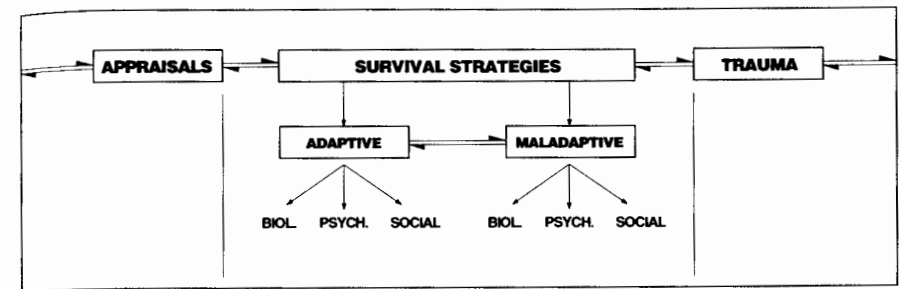 APPRAISALS SURVIVAL STRATEGIES TRAUMA
ADAPTIVE MALADAPTIVE
BIOL. PSYCH. SOCIAL BIOL. PSYCH. SOCIAL